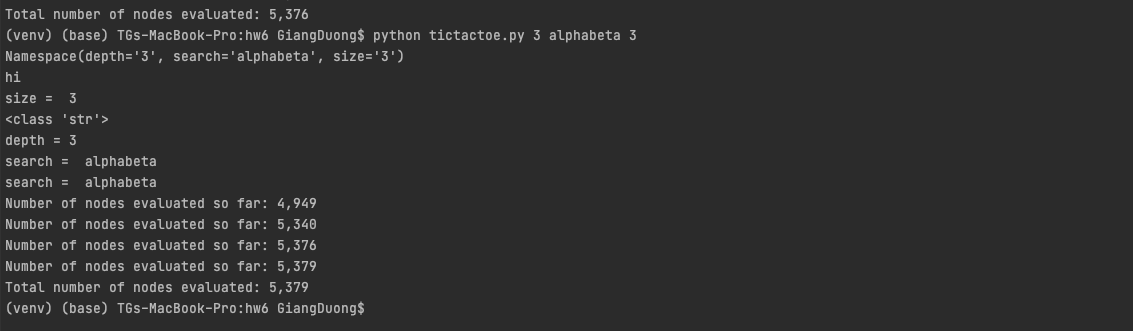 Total number of nodes evaluated: 5,376
(venv) (base) TGs-MacBook-Pro:hw6 GiangDuong$ python tictactoe.py 3 alphabeta 3
Namespace(depth='3', search='alphabeta', size='3')
hi
size =  3
<class 'str'>
depth = 3
search =  alphabeta
search =  alphabeta
Number of nodes evaluated so far: 4,949
Number of nodes evaluated so far: 5,340
Number of nodes evaluated so far: 5,376
Number of nodes evaluated so far: 5,379
Total number of nodes evaluated: 5,379
(venv) (base) TGs-MacBook-Pro:hw6 GiangDuong$